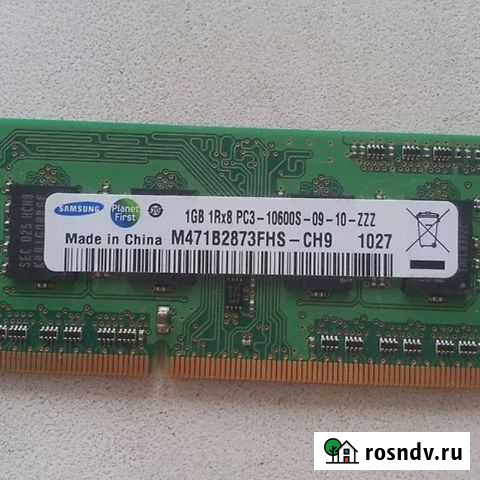 SAMSUNG
Planet First
1GB 1Rx8 PC3-10600S-09-10-ZZZ
Made in China M471B2873FHS-CH9 1027
rosndv.ru